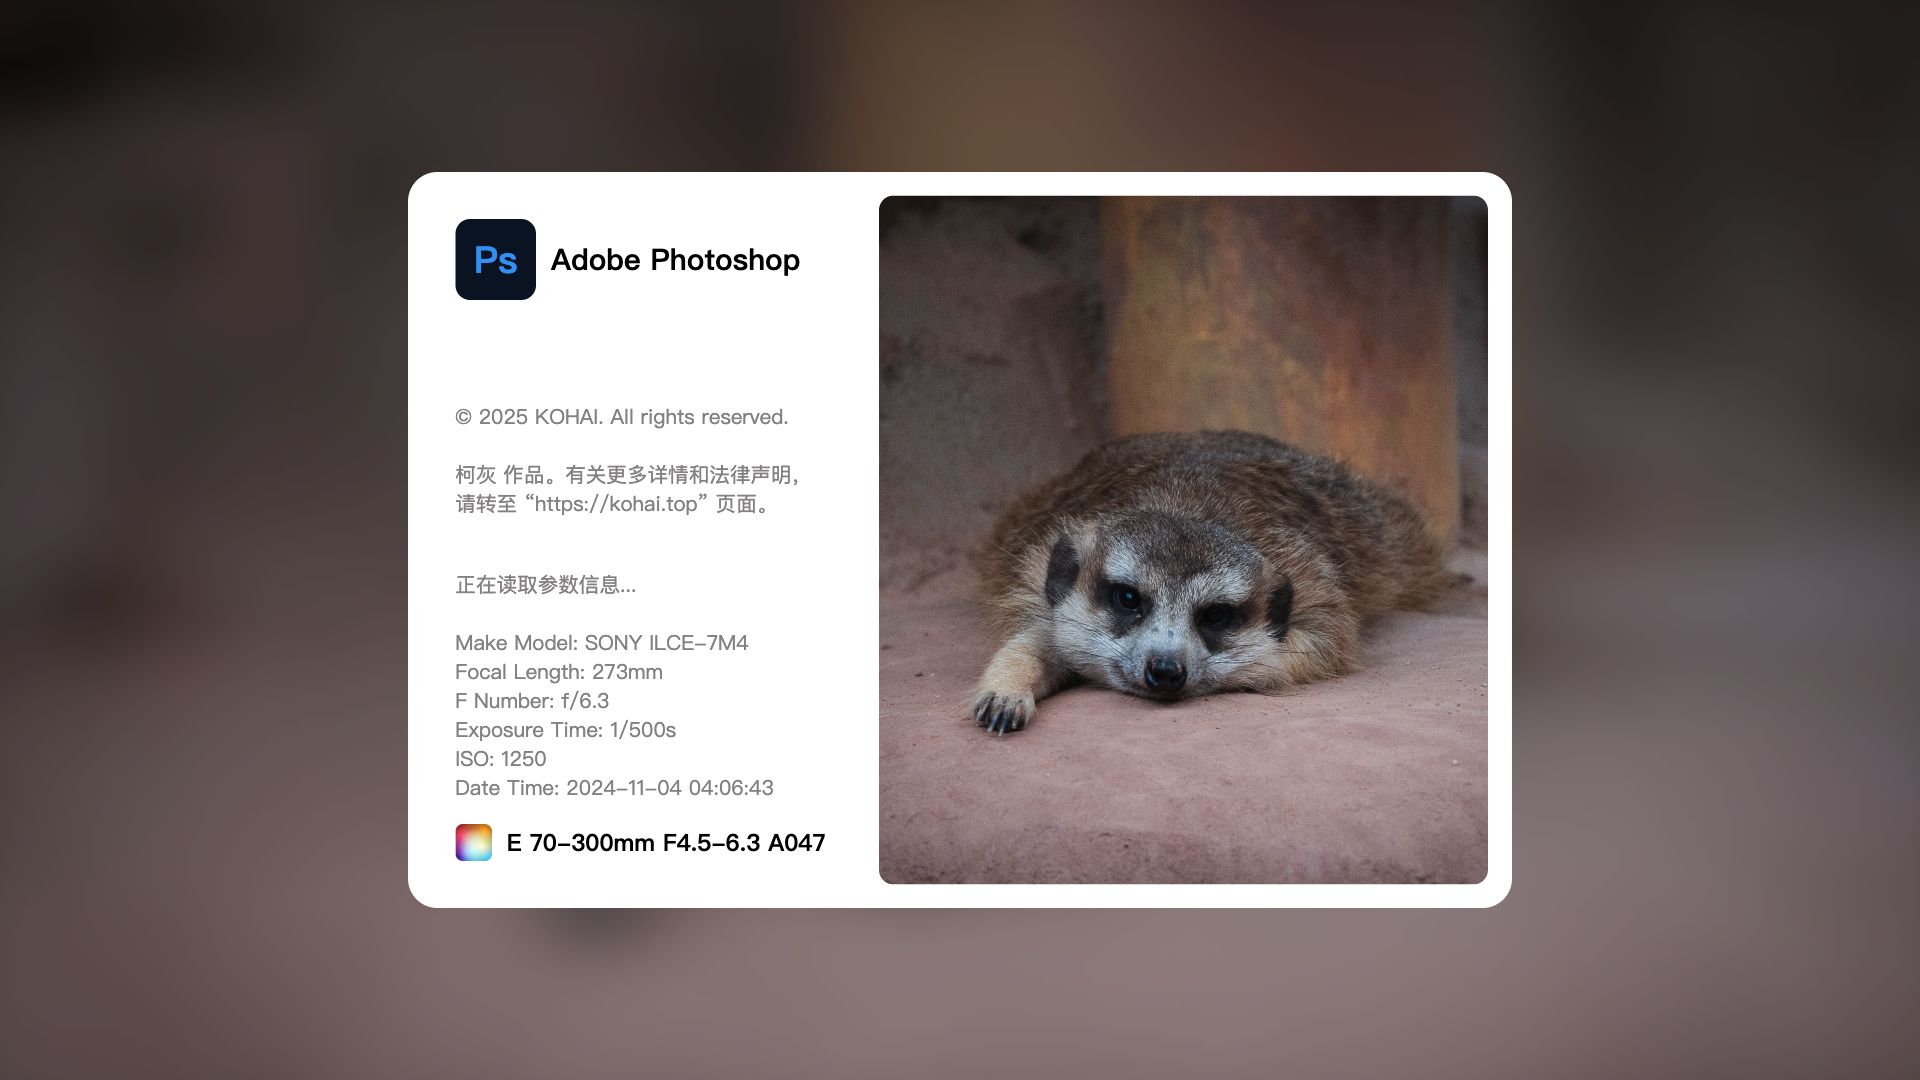 Ps Adobe Photoshop
© 2025 KOHAI. All rights reserved.
柯灰 作品。有关更多详情和法律声明，
请转至 “https://kohai.top” 页面。
正在读取参数信息...
Make Model: SONY ILCE-7M4
Focal Length: 273mm
F Number: f/6.3
Exposure Time: 1/500s
ISO: 1250
Date Time: 2024-11-04 04:06:43
E 70-300mm F4.5-6.3 A047